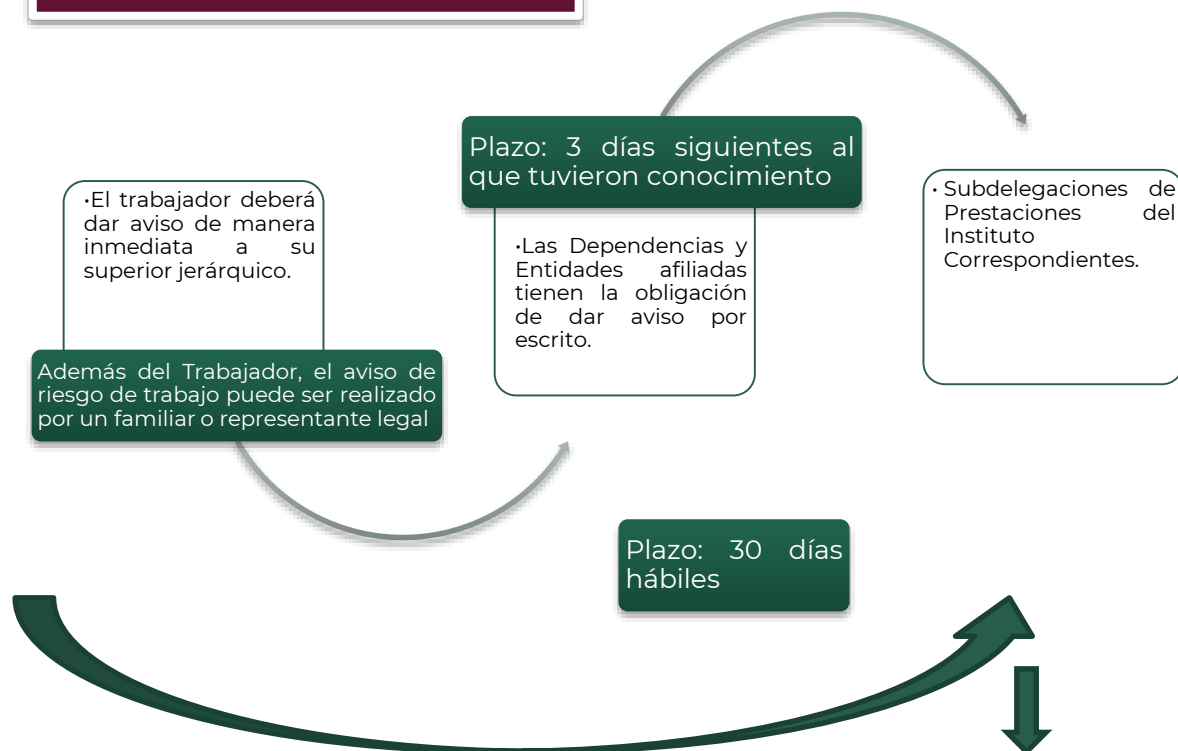 ·El trabajador deberá
dar aviso de manera
inmediata a su
superior jerárquico.
Además del Trabajador, el aviso de
riesgo de trabajo puede ser realizado
por un familiar o representante legal
Plazo: 3 días siguientes al
que tuvieron conocimiento
·Las Dependencias y
Entidades afiliadas
tienen la obligación
de dar aviso por
escrito.
· Subdelegaciones de
Prestaciones del
Instituto
Correspondientes.
Plazo: 30 días
hábiles